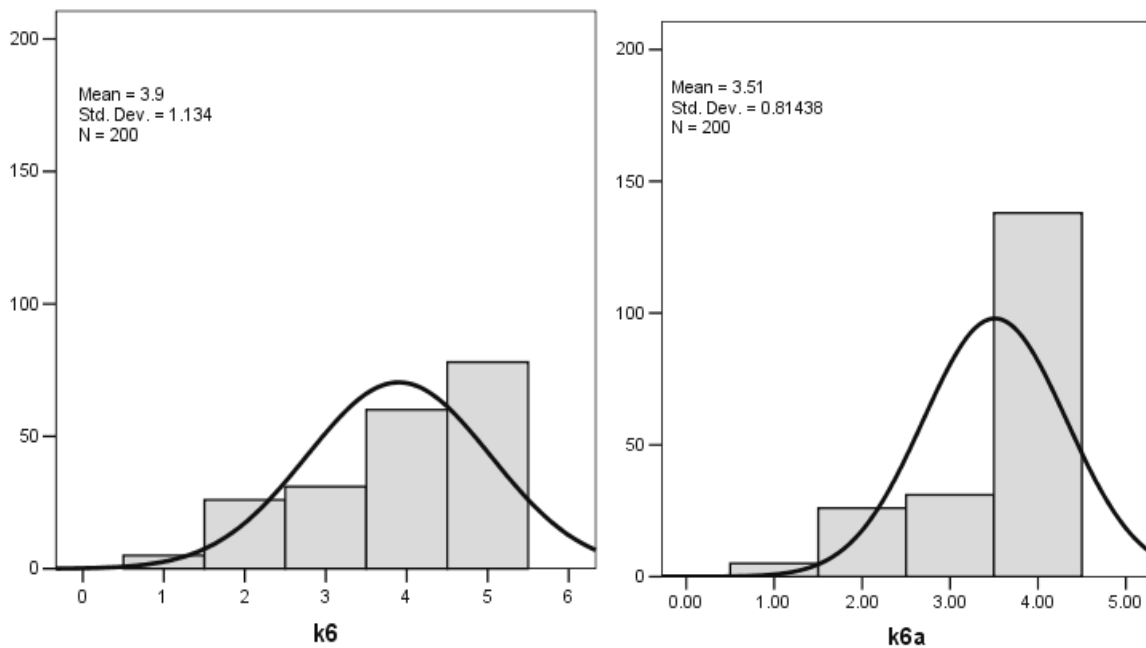 200
150
100
50
0
Mean = 3.9
Std. Dev. = 1.134
N = 200
0 1 2 3 4 5 6
k6
200
150
100
50
0
Mean = 3.51
Std. Dev. = 0.81438
N = 200
0.00 1.00 2.00 3.00 4.00 5.00
k6a